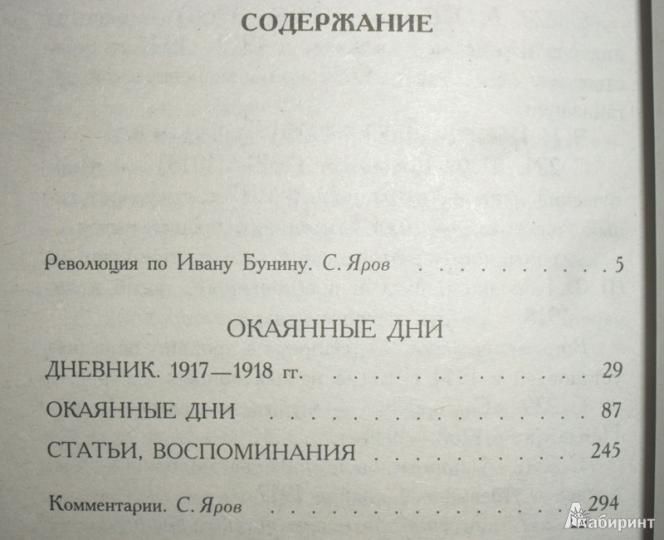 СОДЕРЖАНИЕ
Революция по Ивану Бунину. С. Яров . . . . . . . . . . 5
ОКАЯННЫЕ ДНИ
ДНЕВНИК. 1917—1918 гг. . . . . . . . . . . . . . . 29
ОКАЯННЫЕ ДНИ . . . . . . . . . . . . . . . . . 87
СТАТЬИ, ВОСПОМИНАНИЯ . . . . . . . . . . . 245
Комментарии. С. Яров . . . . . . . . . . . . . . . . 294
Лабиринт